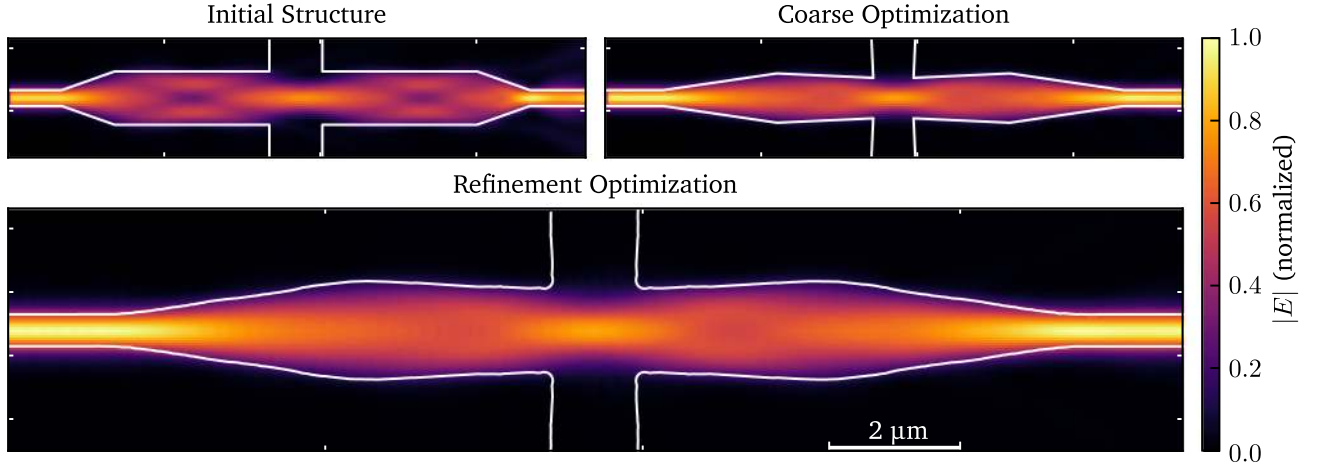 Initial Structure
Coarse Optimization
Refinement Optimization
2 μm
1.0
0.8
0.6
0.4
0.2
0.0
|E| (normalized)